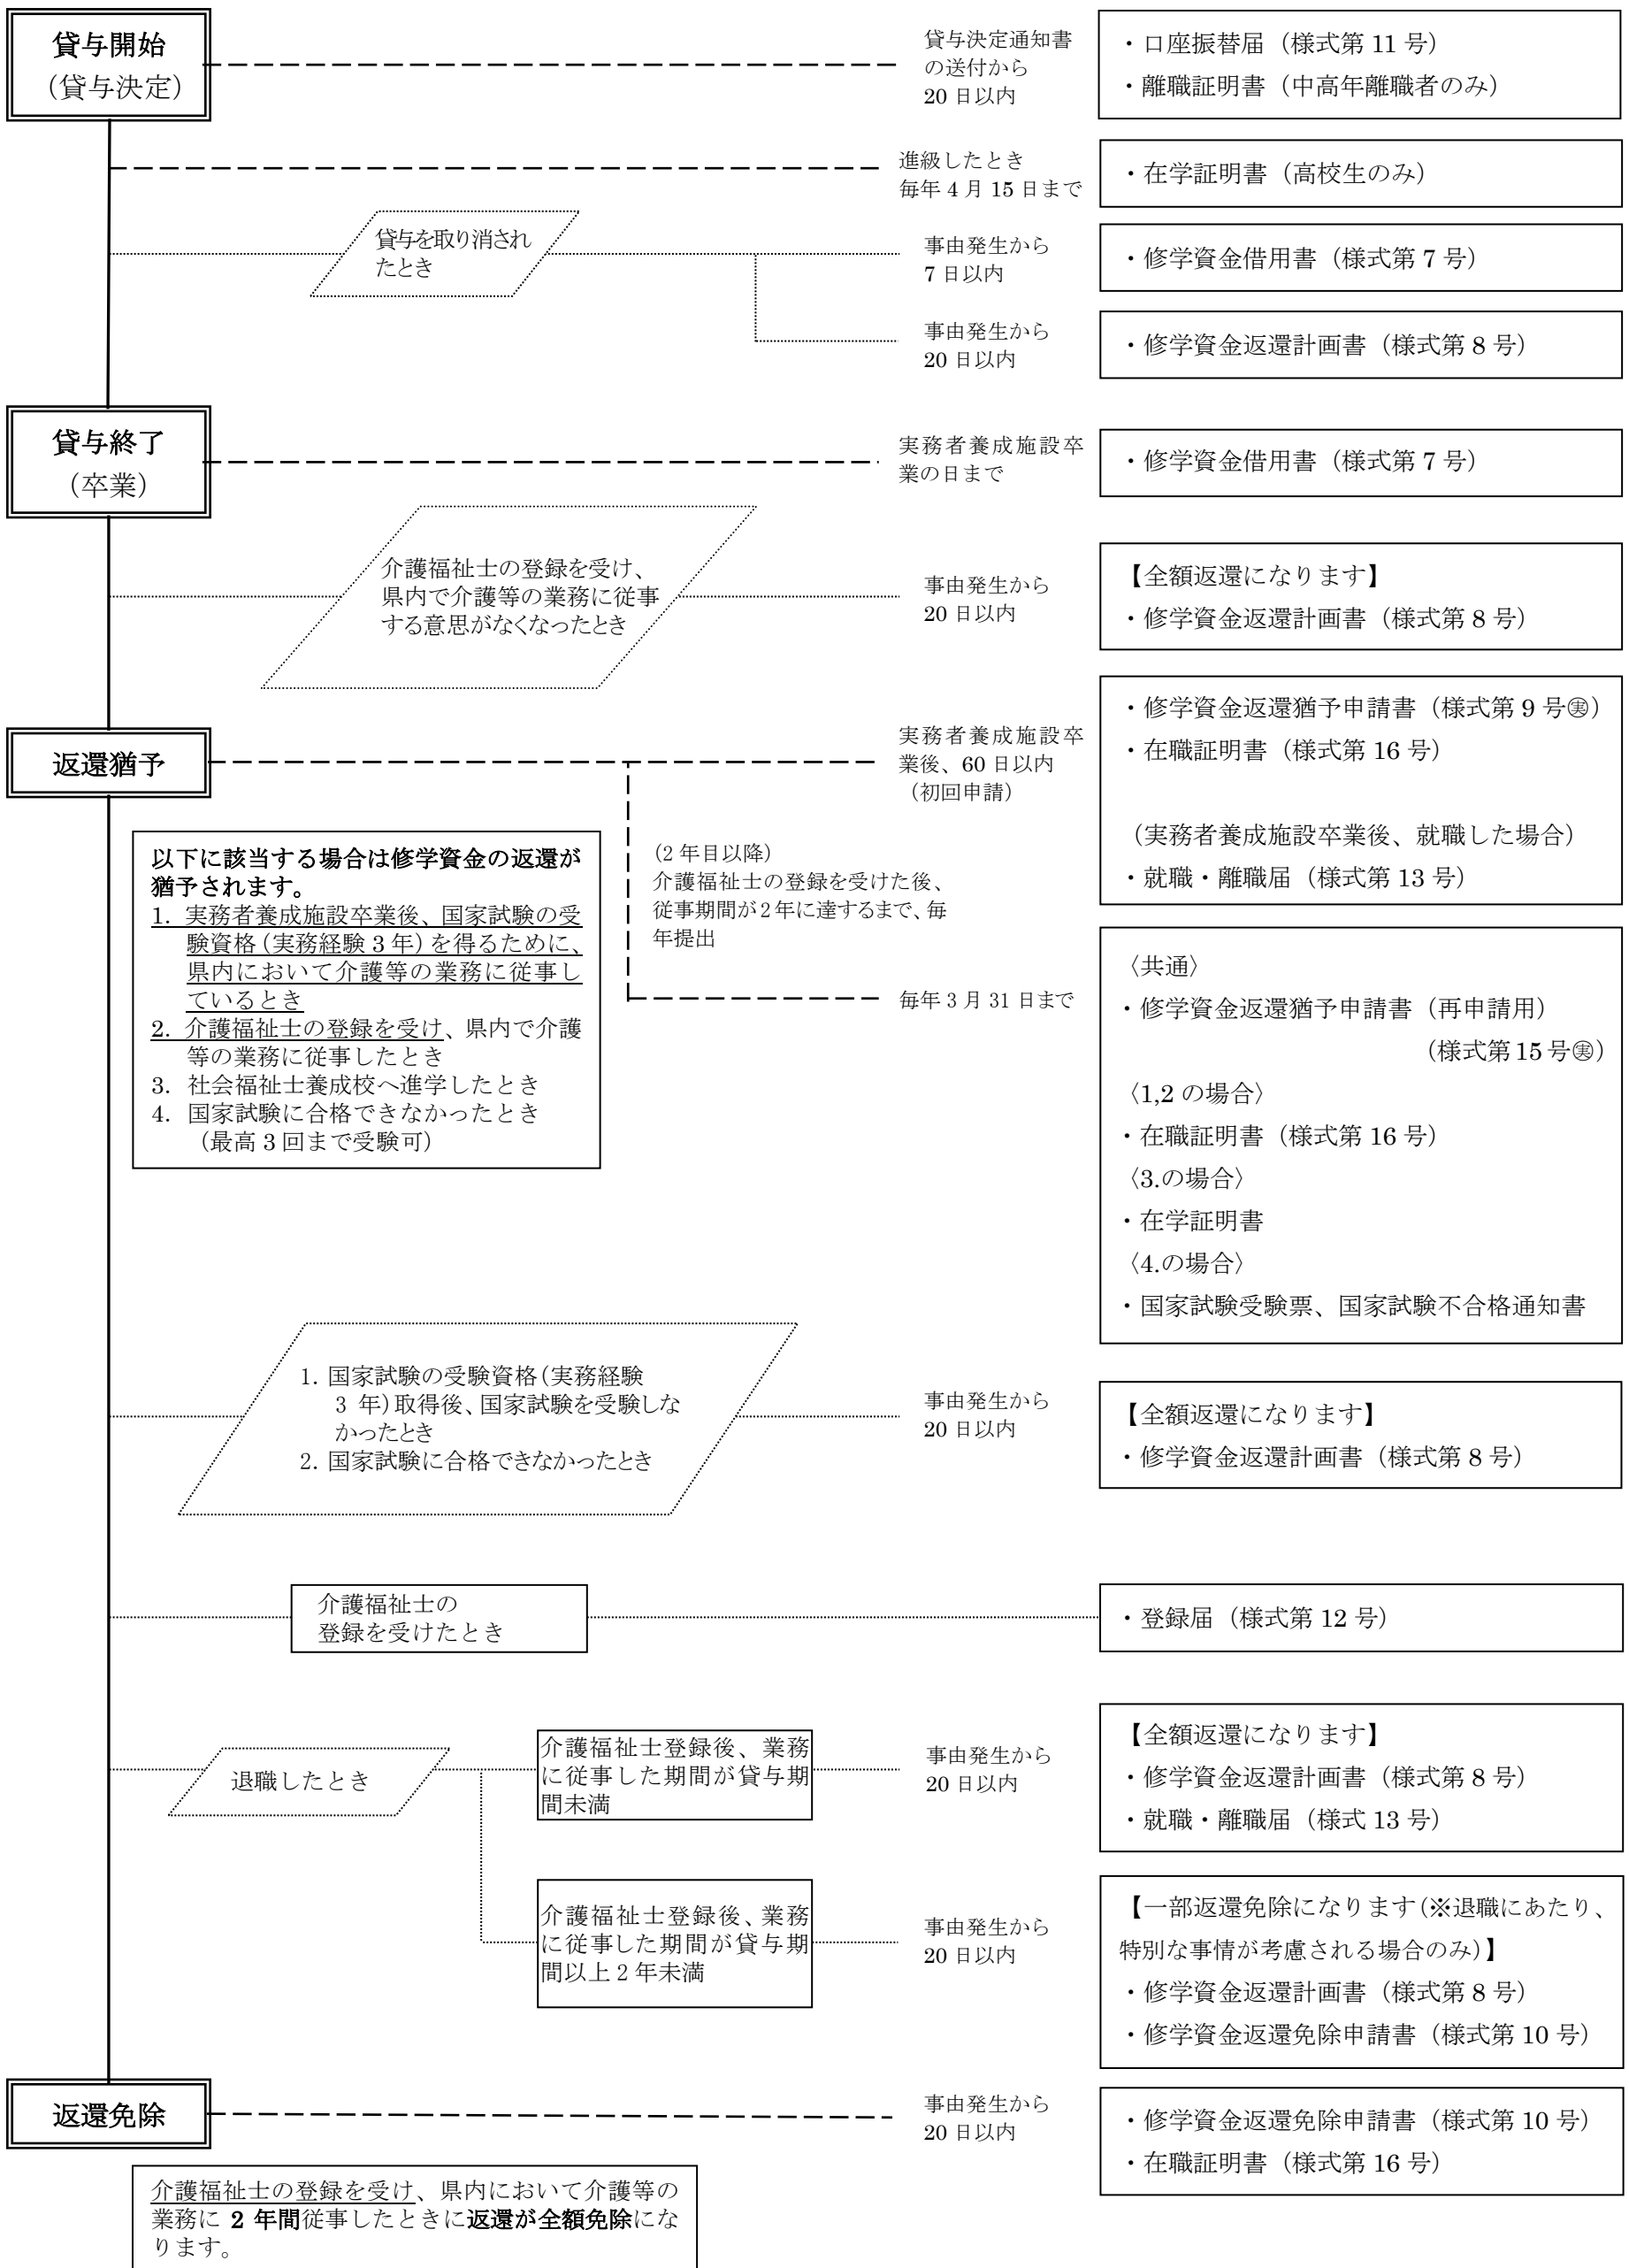 貸与開始
（貸与決定）
貸与決定通知書
の送付から
20 日以内
・口座振替届（様式第 11 号）
・離職証明書（中高年離職者のみ）
進級したとき
毎年 4 月 15 日まで
・在学証明書（高校生のみ）
貸与を取り消され
たとき
事由発生から
7 日以内
・修学資金借用書（様式第 7 号）
事由発生から
20 日以内
・修学資金返還計画書（様式第 8 号）
貸与終了
（卒業）
実務者養成施設卒
業の日まで
・修学資金借用書（様式第 7 号）
介護福祉士の登録を受け、
県内で介護等の業務に従事
する意思がなくなったとき
事由発生から
20 日以内
【全額返還になります】
・修学資金返還計画書（様式第 8 号）
返還猶予
実務者養成施設卒
業後、60 日以内
（初回申請）
・修学資金返還猶予申請書（様式第 9 号㊪）
・在職証明書（様式第 16 号）
（実務者養成施設卒業後、就職した場合）
・就職・離職届（様式第 13 号）
以下に該当する場合は修学資金の返還が
猶予されます。
1. 実務者養成施設卒業後、国家試験の受
験資格（実務経験 3 年）を得るために、
県内において介護等の業務に従事し
ているとき
2. 介護福祉士の登録を受け、県内で介護
等の業務に従事したとき
3. 社会福祉士養成校へ進学したとき
4. 国家試験に合格できなかったとき
（最高 3 回まで受験可）
（2 年目以降）
介護福祉士の登録を受けた後、
従事期間が 2 年に達するまで、毎
年提出
毎年 3 月 31 日まで
〈共通〉
・修学資金返還猶予申請書（再申請用）
（様式第 15 号㊪）
〈1,2 の場合〉
・在職証明書（様式第 16 号）
〈3.の場合〉
・在学証明書
〈4.の場合〉
・国家試験受験票、国家試験不合格通知書
1. 国家試験の受験資格（実務経験
3 年）取得後、国家試験を受験しな
かったとき
2. 国家試験に合格できなかったとき
事由発生から
20 日以内
【全額返還になります】
・修学資金返還計画書（様式第 8 号）
介護福祉士の
登録を受けたとき
・登録届（様式第 12 号）
退職したとき
介護福祉士登録後、業務
に従事した期間が貸与期
間未満
事由発生から
20 日以内
【全額返還になります】
・修学資金返還計画書（様式第 8 号）
・就職・離職届（様式 13 号）
介護福祉士登録後、業務
に従事した期間が貸与期
間以上 2 年未満
事由発生から
20 日以内
【一部返還免除になります（※退職にあたり、
特別な事情が考慮される場合のみ）】
・修学資金返還計画書（様式第 8 号）
・修学資金返還免除申請書（様式第 10 号）
返還免除
事由発生から
20 日以内
・修学資金返還免除申請書（様式第 10 号）
・在職証明書（様式第 16 号）
介護福祉士の登録を受け、県内において介護等の
業務に 2 年間従事したときに返還が全額免除にな
ります。